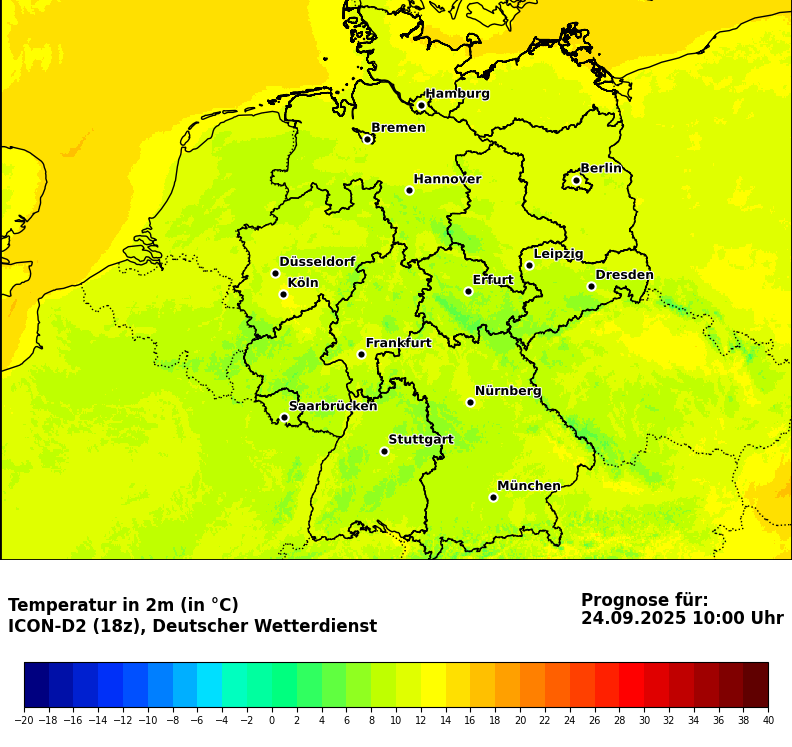 Hamburg
Bremen
Berlin
Hannover
Leipzig
Düsseldorf
Dresden
Köln
Erfurt
Frankfurt
Nürnberg
Saarbrücken
Stuttgart
München
Temperatur in 2m (in °C)
ICON-D2 (18z), Deutscher Wetterdienst
Prognose für:
24.09.2025 10:00 Uhr
−20 −18 −16 −14 −12 −10 −8 −6 −4 −2 0 2 4 6 8 10 12 14 16 18 20 22 24 26 28 30 32 34 36 38 40